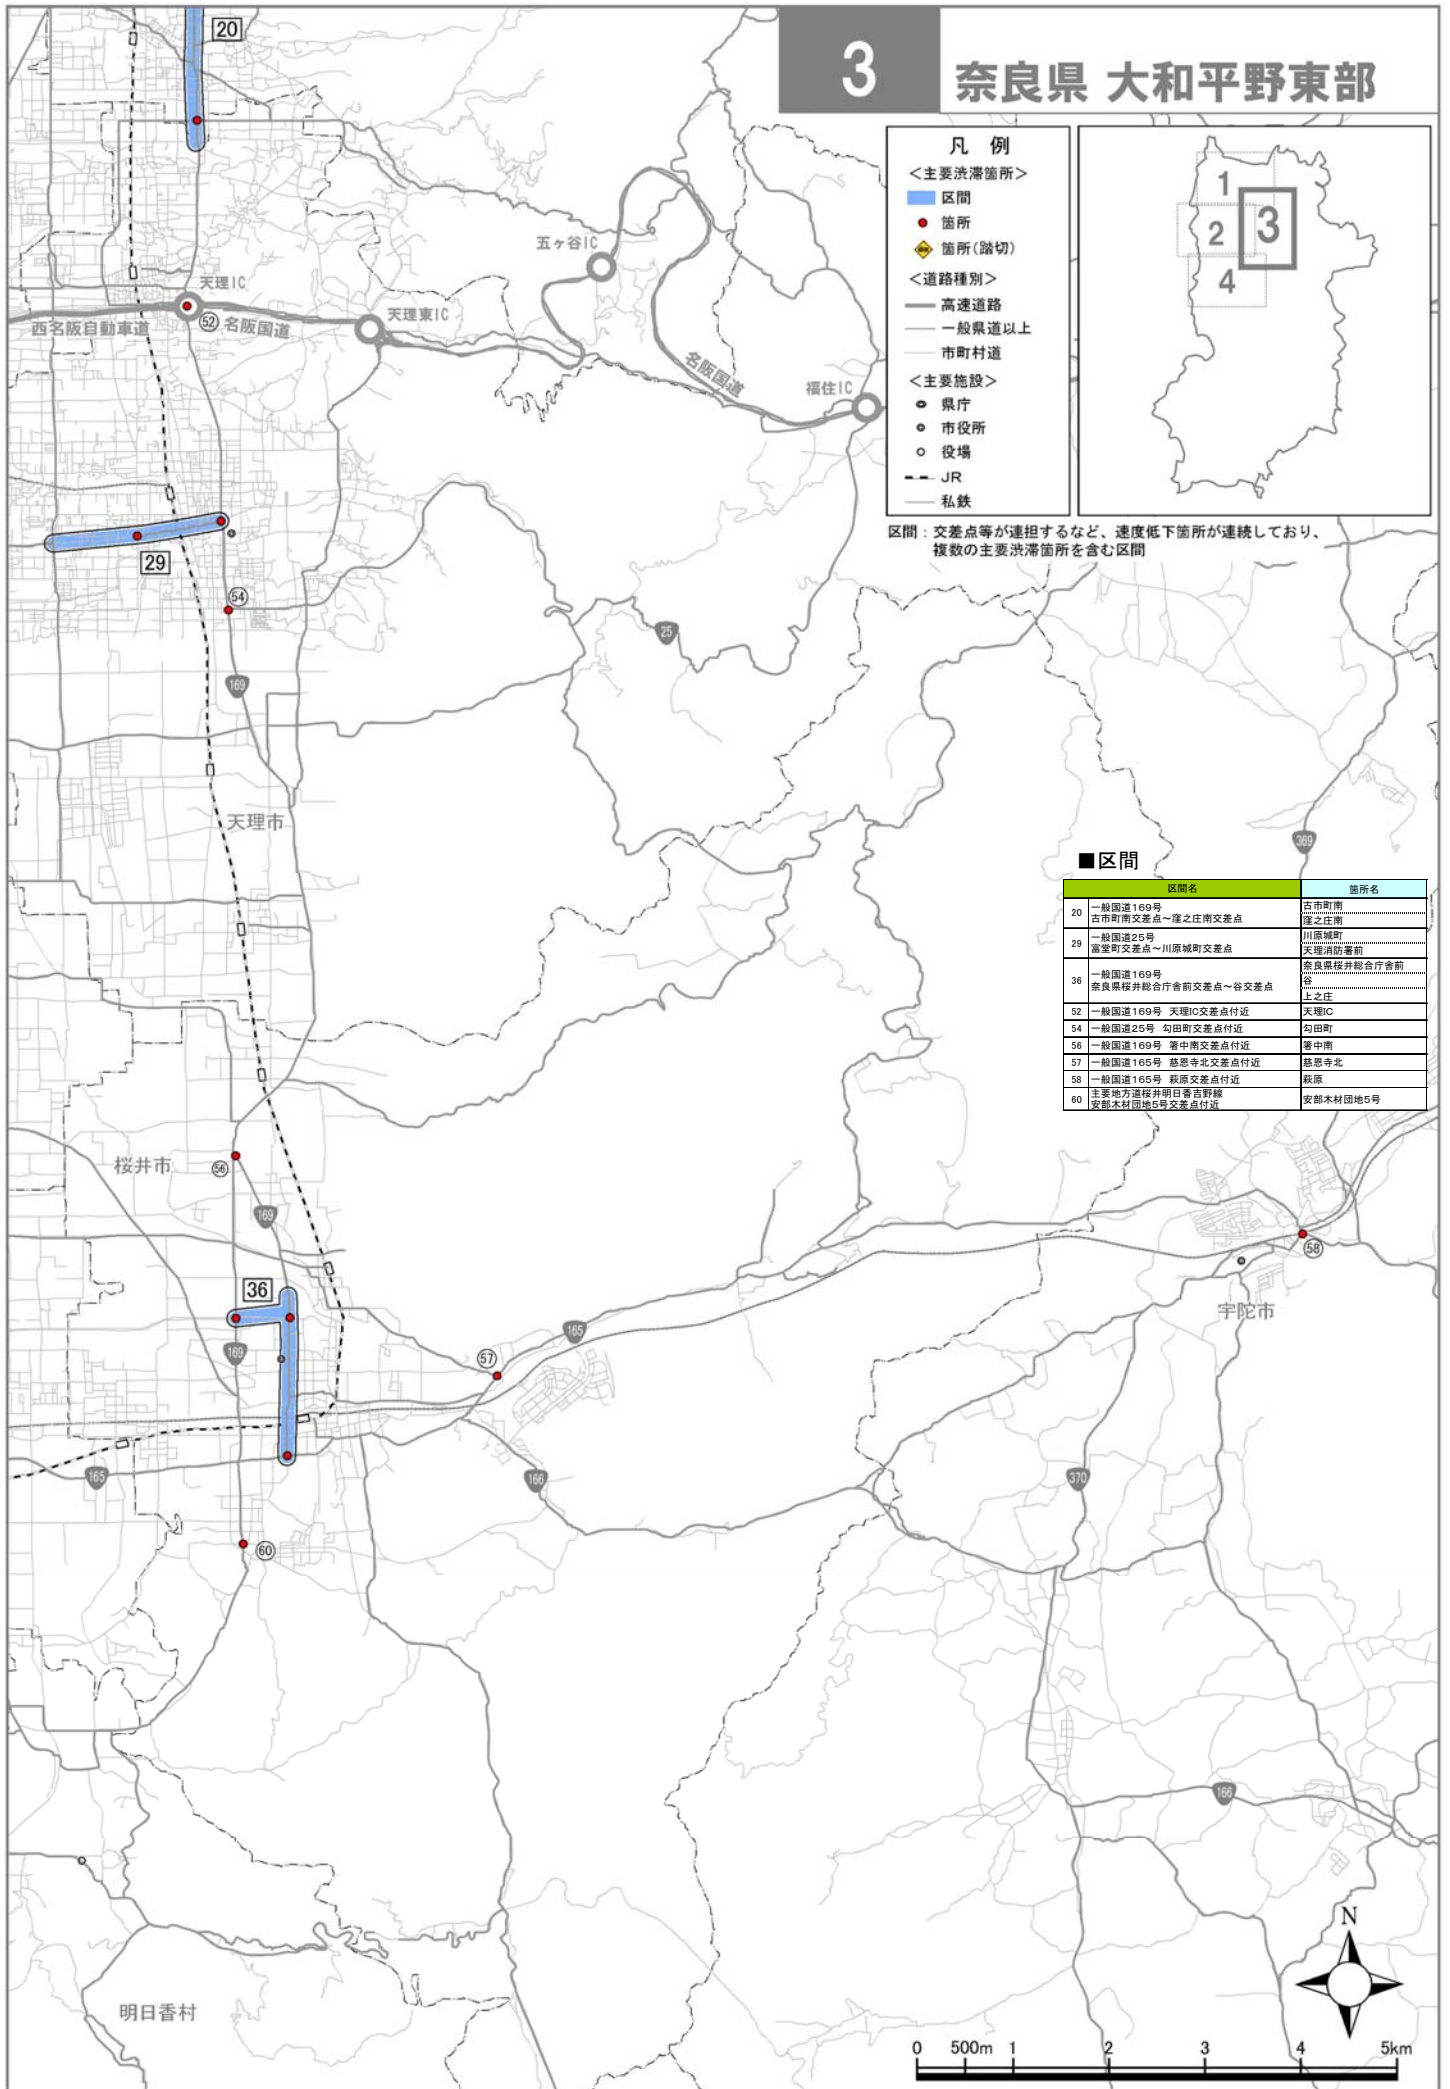 3
奈良県 大和平野東部
凡 例
＜主要渋滞箇所＞
区間
箇所
箇所(踏切)
＜道路種別＞
高速道路
一般県道以上
市町村道
＜主要施設＞
県庁
市役所
役場
JR
私鉄
1
2
3
4
区間：交差点等が連担するなど、速度低下箇所が連続しており、
複数の主要渋滞箇所を含む区間
20
五ヶ谷IC
天理IC
天理東IC
52
西名阪自動車道
名阪国道
名阪国道
福住IC
29
54
25
169
天理市
369
■区間
区間名 箇所名
20 一般国道169号
古市町南交差点～窪之庄南交差点
古市町南
窪之庄南
29 一般国道25号
富堂町交差点～川原城町交差点
川原城町
天理消防署前
36 一般国道169号
奈良県桜井総合庁舎前交差点～谷交差点
奈良県桜井総合庁舎前
谷
上之庄
52 一般国道169号 天理IC交差点付近 天理IC
54 一般国道25号 勾田町交差点付近 勾田町
56 一般国道169号 箸中南交差点付近 箸中南
57 一般国道165号 慈恩寺北交差点付近 慈恩寺北
58 一般国道165号 萩原交差点付近 萩原
60 主要地方道桜井明日香吉野線
安部木材団地5号交差点付近
安部木材団地5号
桜井市
56
169
58
宇陀市
36
169
165
57
165
166
370
60
166
明日香村
N
0 500m 1 2 3 4 5km